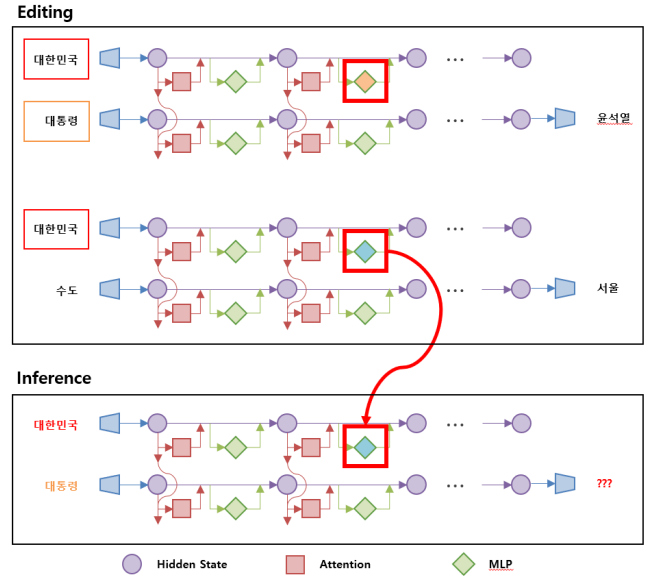 Editing
대한민국
대통령
윤석열
대한민국
수도
서울
Inference
대한민국
대통령
???
Hidden State
Attention
MLP